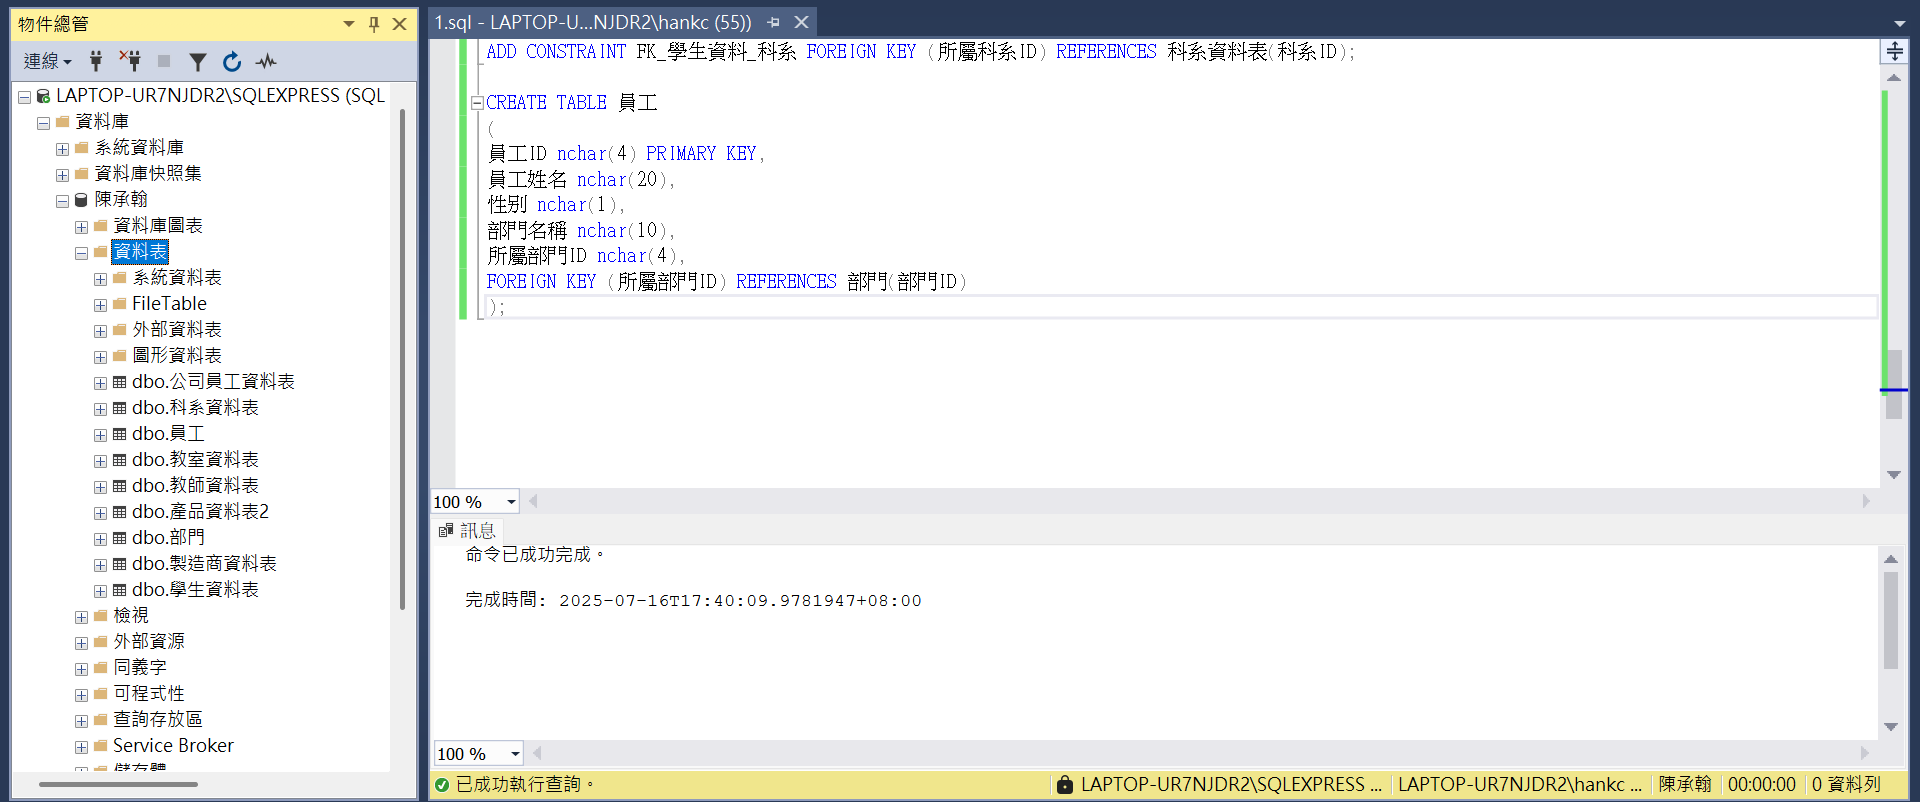 物件總管
連線
LAPTOP-UR7NJDR2\SQLEXPRESS (SQL
資料庫
系統資料庫
資料庫快照集
陳承翰
資料庫圖表
資料表
系統資料表
FileTable
外部資料表
圖形資料表
dbo.公司員工資料表
dbo.科系資料表
dbo.員工
dbo.教室資料表
dbo.教師資料表
dbo.產品資料表2
dbo.部門
dbo.製造商資料表
dbo.學生資料表
檢視
外部資源
同義字
可程式性
查詢存放區
Service Broker
儲存體
1.sql - LAPTOP-U...NJDR2\hankc (55))
ADD CONSTRAINT FK_學生資料_科系 FOREIGN KEY (所屬科系ID) REFERENCES 科系資料表(科系ID);
CREATE TABLE 員工
(
員工ID nchar(4) PRIMARY KEY,
員工姓名 nchar(20),
性別 nchar(1),
部門名稱 nchar(10),
所屬部門ID nchar(4),
FOREIGN KEY (所屬部門ID) REFERENCES 部門(部門ID)
);
100 %
訊息
命令已成功完成。
完成時間: 2025-07-16T17:40:09.9781947+08:00
100 %
已成功執行查詢。
LAPTOP-UR7NJDR2\SQLEXPRESS ...
LAPTOP-UR7NJDR2\hankc ...
陳承翰
00:00:00
0 資料列